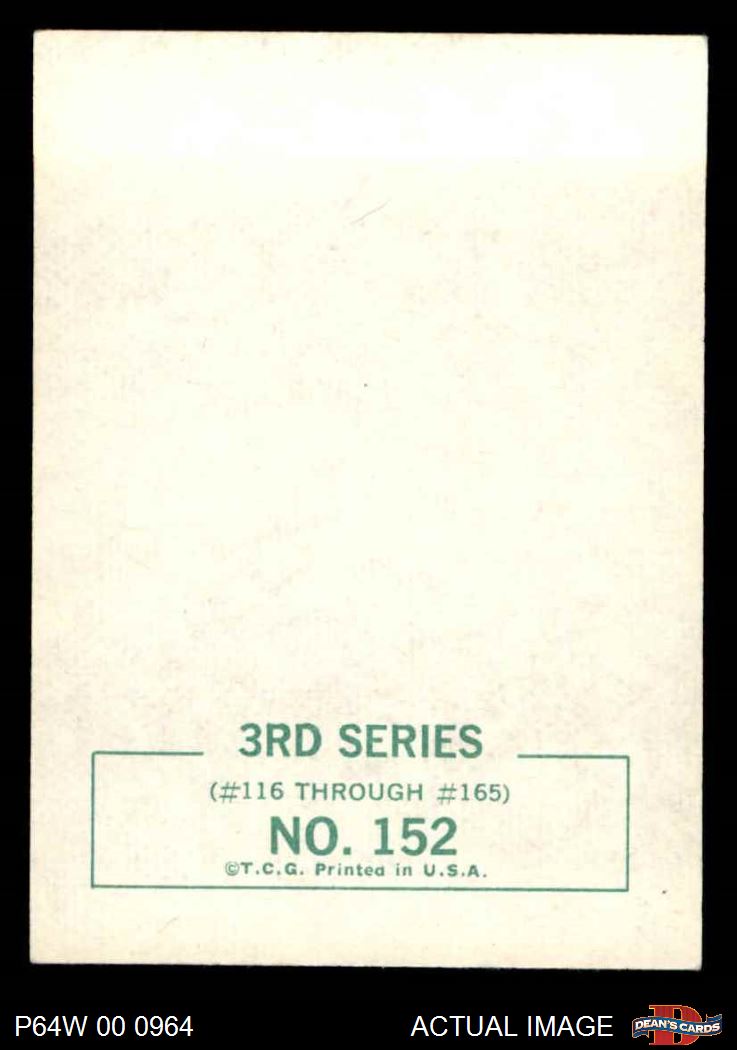 3RD SERIES
(#116 THROUGH #165)
NO. 152
©T.C.G. Printed in U.S.A.
P64W 00 0964
ACTUAL IMAGE
DEAN'S CARDS